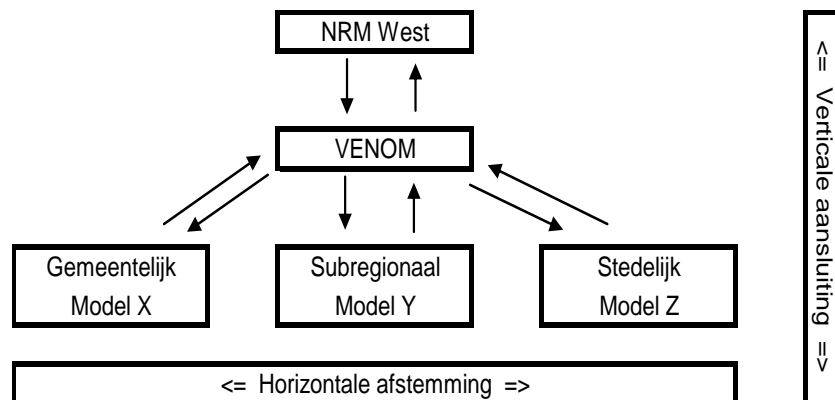 NRM West
VENOM
Gemeentelijk
Model X
Subregionaal
Model Y
Stedelijk
Model Z
<= Horizontale afstemming =>
<= Verticale aansluiting =>